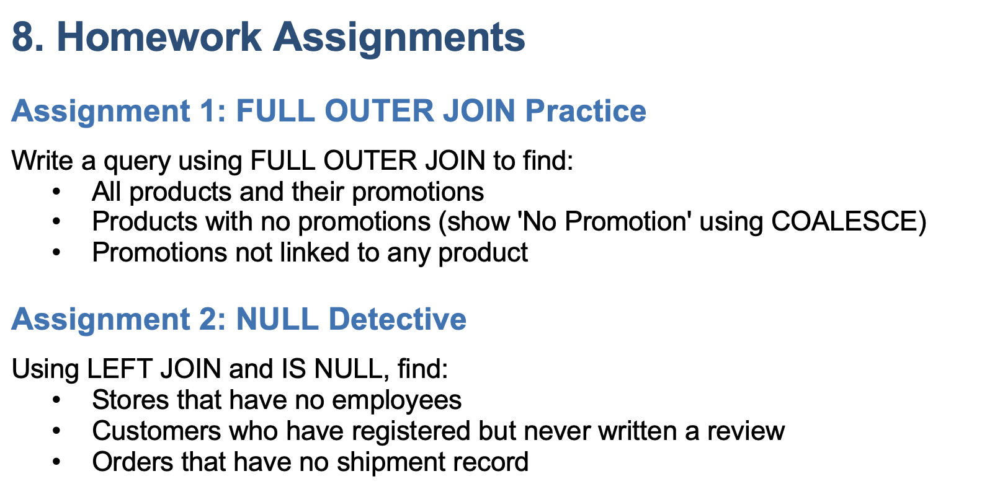 8. Homework Assignments
Assignment 1: FULL OUTER JOIN Practice
Write a query using FULL OUTER JOIN to find:
• All products and their promotions
• Products with no promotions (show 'No Promotion' using COALESCE)
• Promotions not linked to any product
Assignment 2: NULL Detective
Using LEFT JOIN and IS NULL, find:
• Stores that have no employees
• Customers who have registered but never written a review
• Orders that have no shipment record